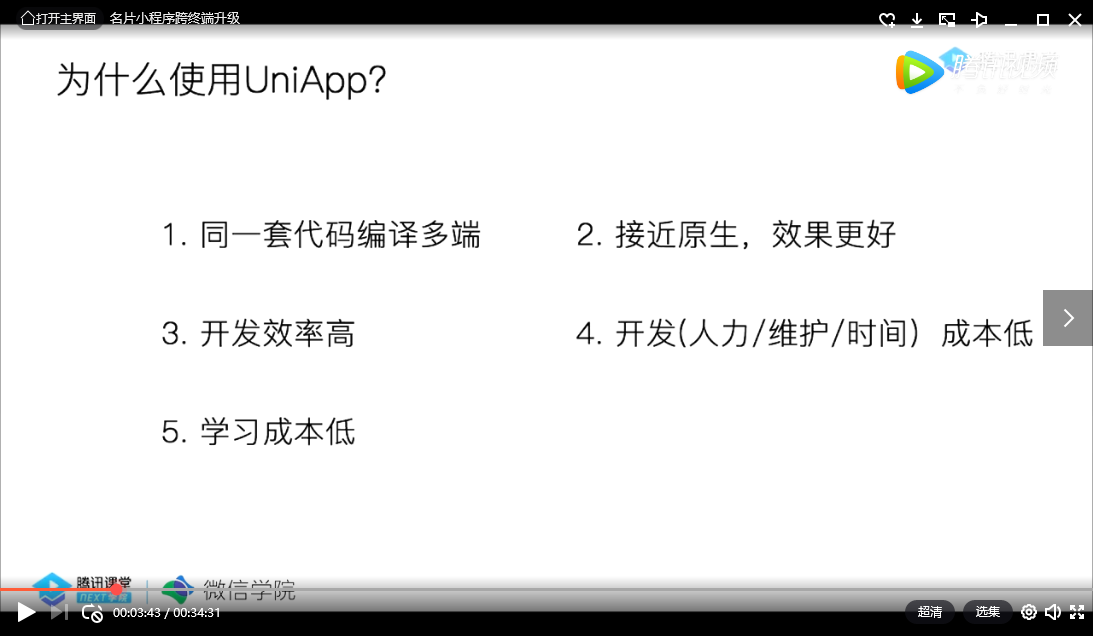 打开主界面 名片小程序跨终端升级
为什么使用UniApp?
1. 同一套代码编译多端
2. 接近原生，效果更好
3. 开发效率高
4. 开发(人力/维护/时间）成本低
5. 学习成本低
腾讯课堂
NEXT学院
微信学院
00:03:43 / 00:34:31
超清
选集